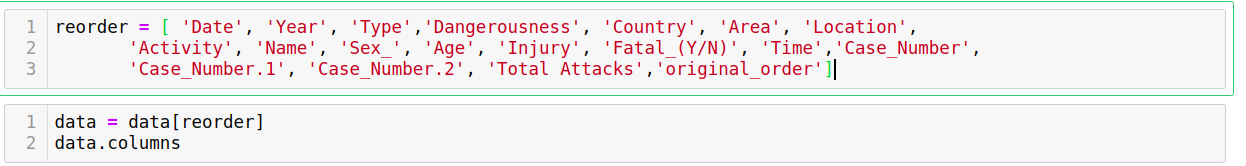 1 reorder = [ 'Date', 'Year', 'Type','Dangerousness', 'Country', 'Area', 'Location',
2 'Activity', 'Name', 'Sex_', 'Age', 'Injury', 'Fatal_(Y/N)', 'Time','Case_Number',
3 'Case_Number.1', 'Case_Number.2', 'Total Attacks','original_order']
1 data = data[reorder]
2 data.columns